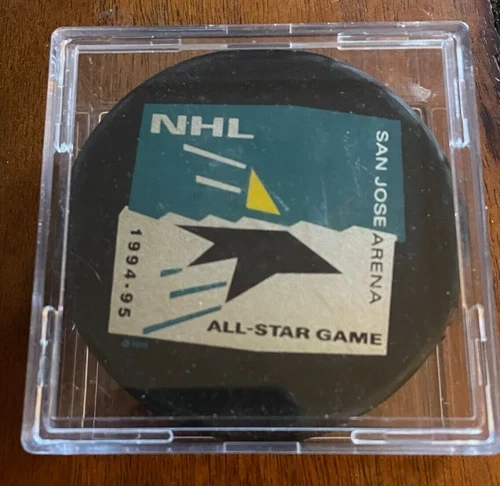 NHL
SAN JOSE ARENA
1994-95
ALL-STAR GAME